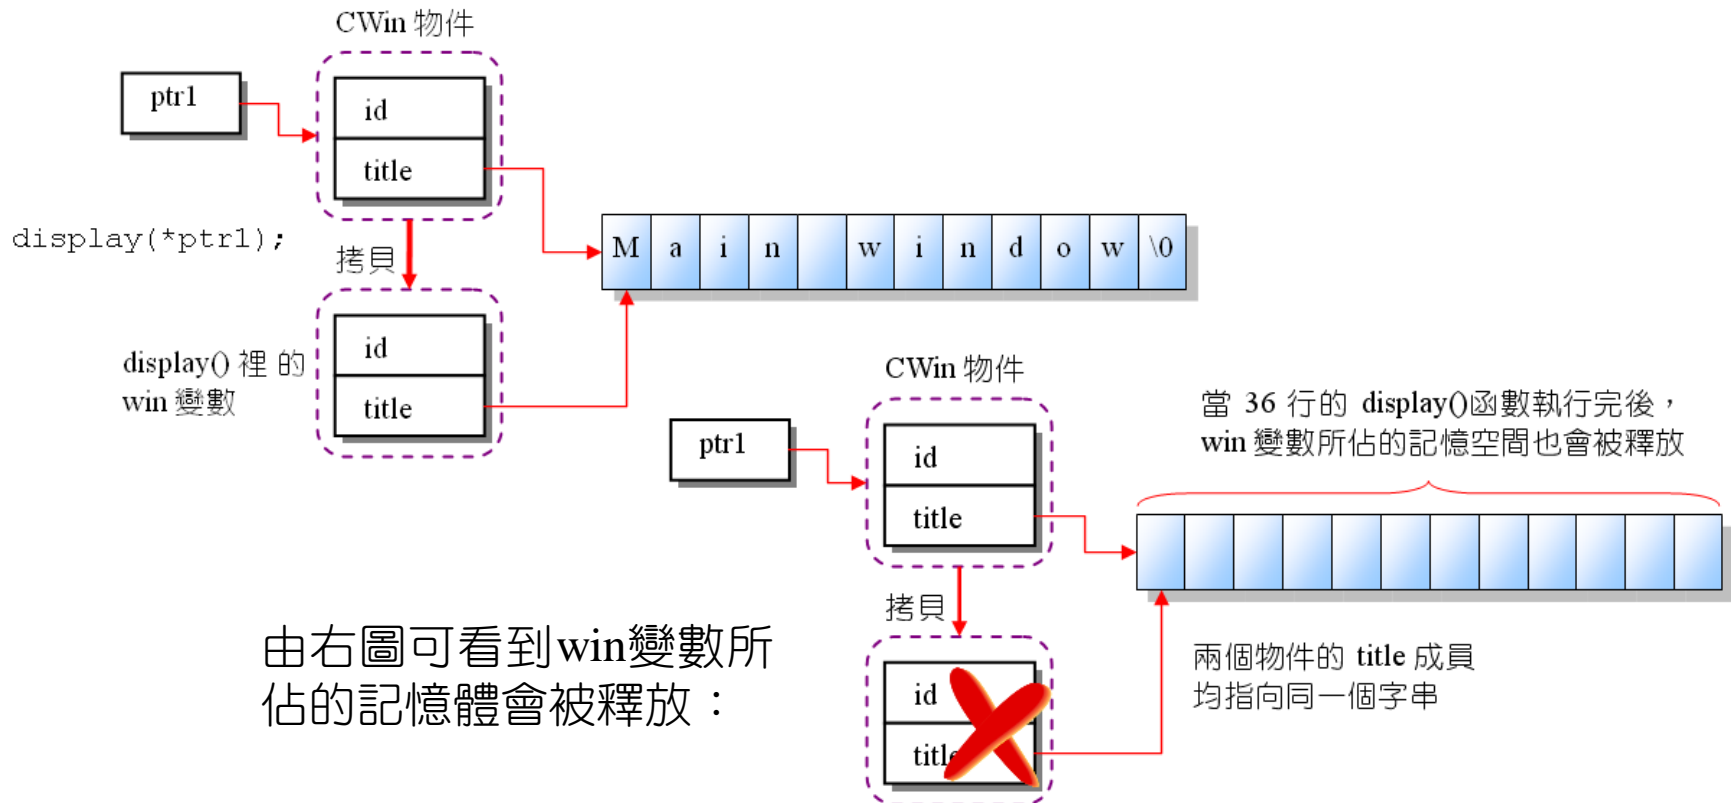 CWin 物件
ptr1
id
title
display(*ptr1);
拷貝
M a i n w i n d o w \0
display() 裡 的
win 變數
id
title
CWin 物件
ptr1
id
title
當 36 行的 display()函數執行完後，
win 變數所佔的記憶空間也會被釋放
拷貝
由右圖可看到win變數所
佔的記憶體會被釋放：
id
title
兩個物件的 title 成員
均指向同一個字串